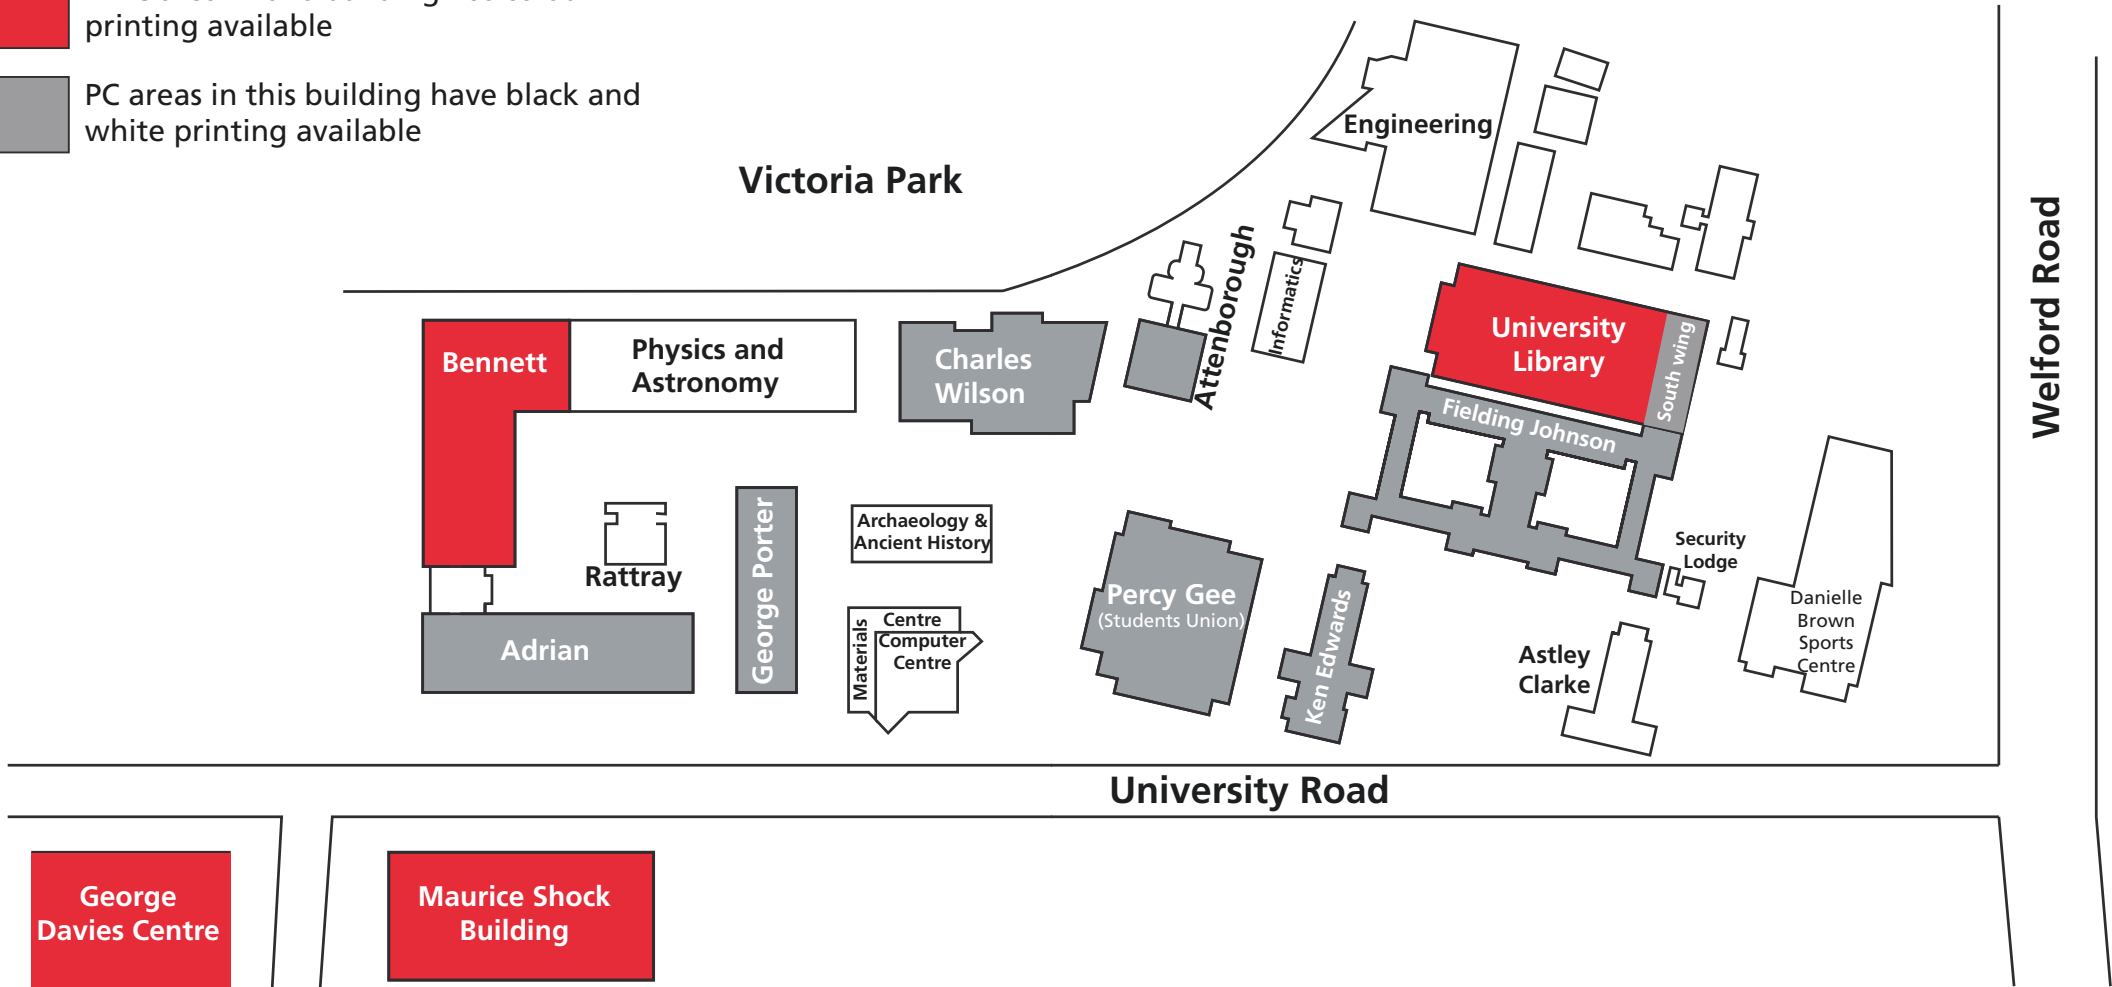 printing available
PC areas in this building have black and
white printing available
Victoria Park
Engineering
Attenborough
Informatics
Welford Road
Bennett
Physics and
Astronomy
Charles
Wilson
University
Library
South wing
Fielding Johnson
Rattray
George Porter
Archaeology &
Ancient History
Security
Lodge
Danielle
Brown
Sports
Centre
Adrian
Materials
Centre
Computer
Centre
Percy Gee
(Students Union)
Ken Edwards
Astley
Clarke
University Road
George
Davies Centre
Maurice Shock
Building